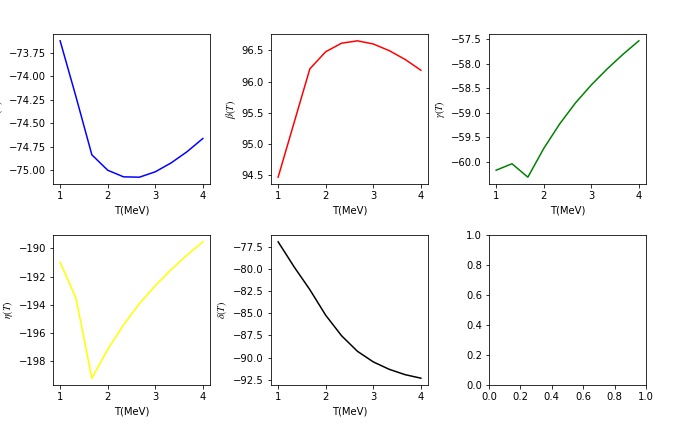 −73.75
−74.00
−74.25
−74.50
−74.75
−75.00
1 2 3 4
T(MeV)
β(T)
96.5
96.0
95.5
95.0
94.5
1 2 3 4
T(MeV)
γ(T)
−57.5
−58.0
−58.5
−59.0
−59.5
−60.0
1 2 3 4
T(MeV)
η(T)
−190
−192
−194
−196
−198
1 2 3 4
T(MeV)
δ(T)
−77.5
−80.0
−82.5
−85.0
−87.5
−90.0
−92.5
1 2 3 4
T(MeV)
1.0
0.8
0.6
0.4
0.2
0.0
0.0 0.2 0.4 0.6 0.8 1.0